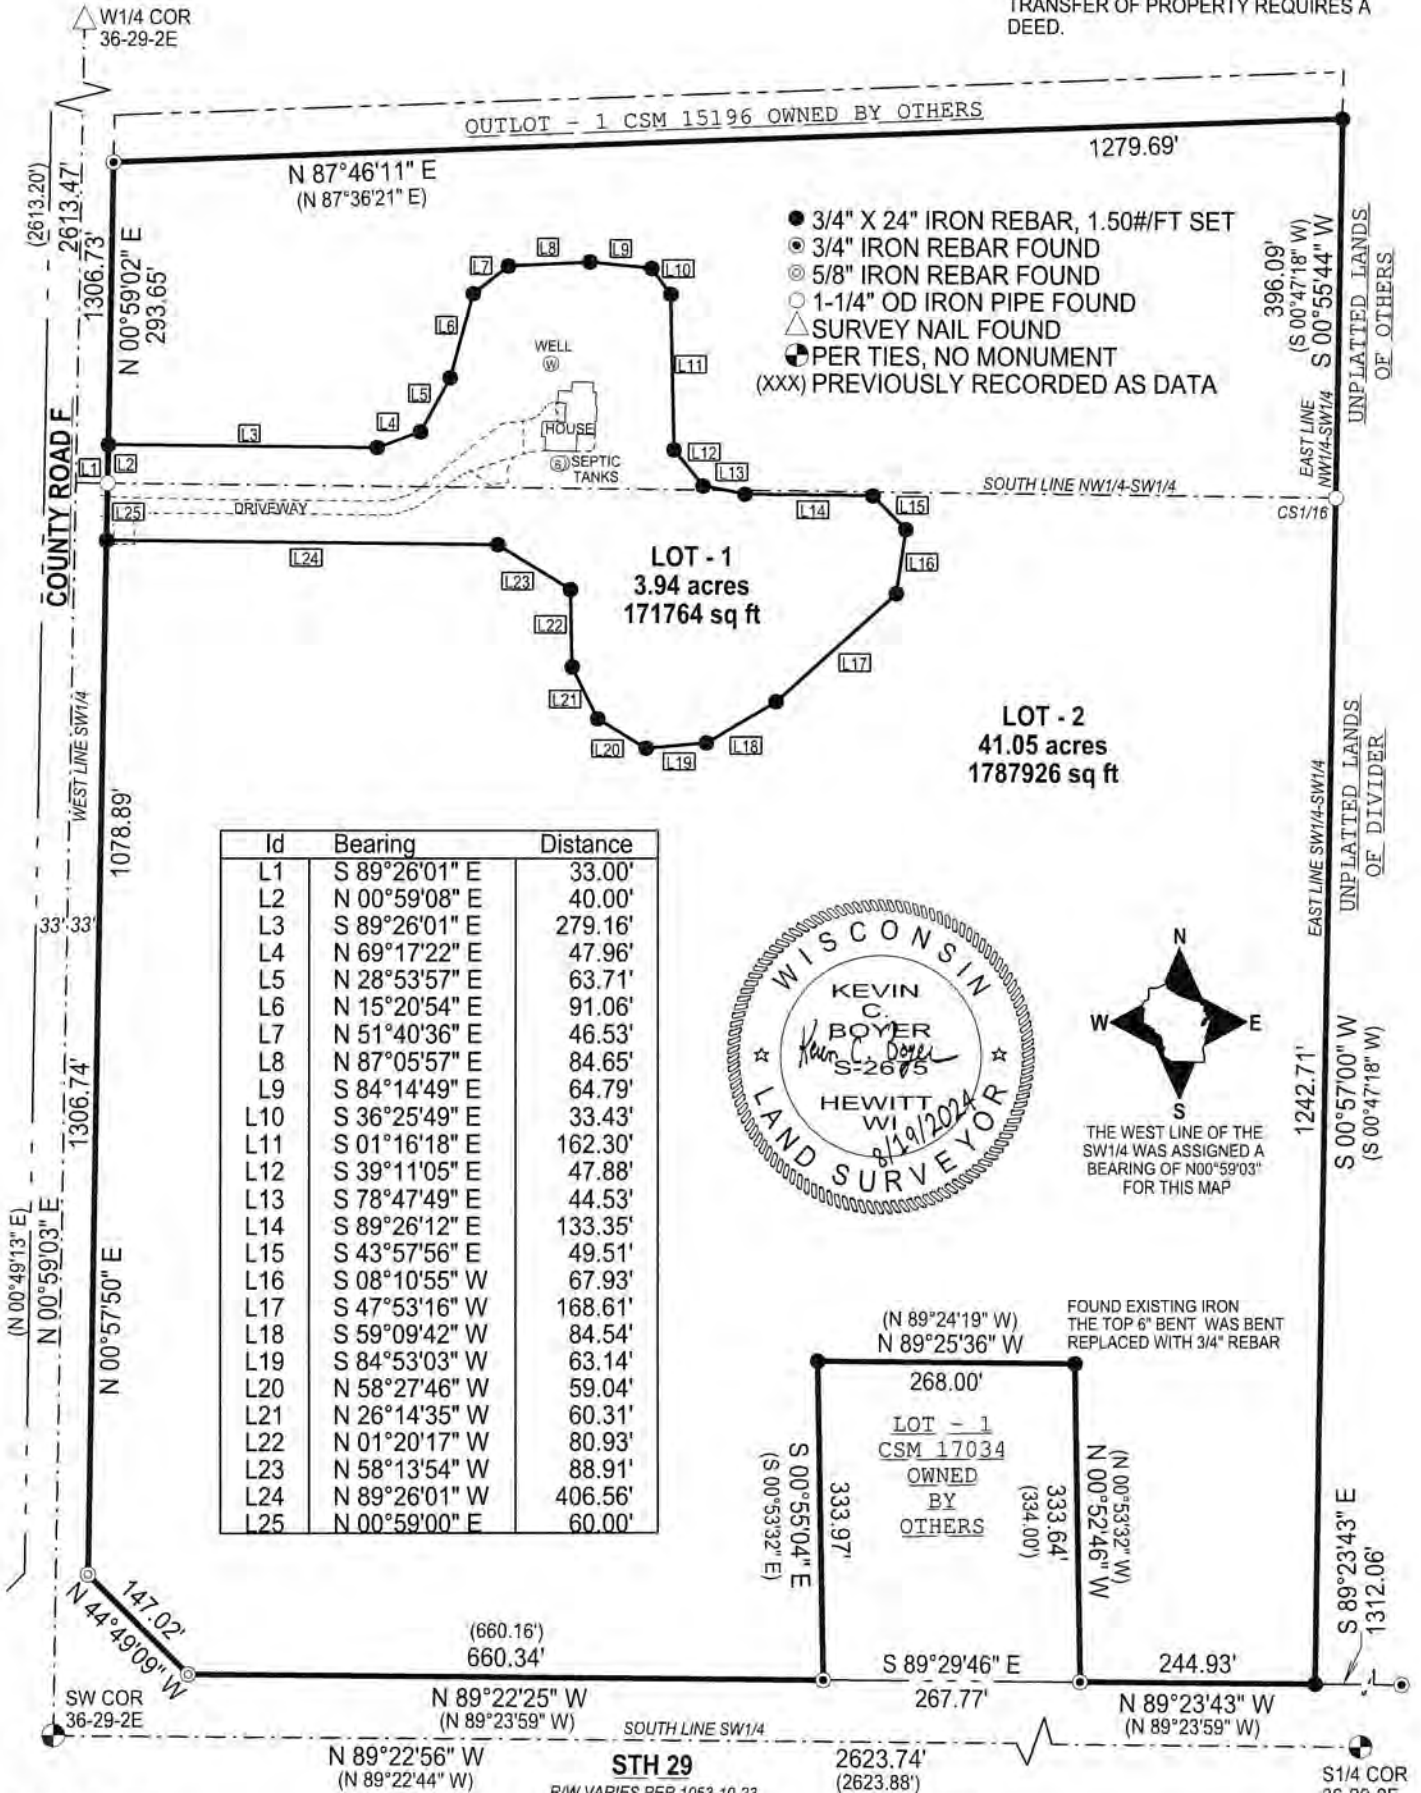 TRANSFER OF PROPERTY REQUIRES A
DEED.
W1/4 COR
36-29-2E
OUTLOT - 1 CSM 15196 OWNED BY OTHERS
N 87°46'11" E
(N 87°36'21" E)
1279.69'
(2613.20')
2613.47'
1306.73'
N 00°59'02" E
293.65'
3/4" X 24" IRON REBAR, 1.50#/FT SET
3/4" IRON REBAR FOUND
5/8" IRON REBAR FOUND
1-1/4" OD IRON PIPE FOUND
SURVEY NAIL FOUND
PER TIES, NO MONUMENT
(XXX) PREVIOUSLY RECORDED AS DATA
396.09'
(S 00°47'18" W)
S 00°55'44" W
UNPLATTED LANDS
OF OTHERS
EAST LINE
NW1/4-SW1/4
CS1/16
L7
L8
L9
L10
L6
L11
L5
L4
L3
L12
L13
L1
L2
L14
L15
L25
L16
L24
L23
L22
L17
L21
L20
L19
L18
WELL
W
HOUSE
S
SEPTIC
TANKS
DRIVEWAY
SOUTH LINE NW1/4-SW1/4
COUNTY ROAD F
WEST LINE SW1/4
LOT - 1
3.94 acres
171764 sq ft
LOT - 2
41.05 acres
1787926 sq ft
1078.89'
33'
33'
1306.74'
(N 00°49'13" E)
N 00°59'03" E
N 00°57'50" E
EAST LINE SW1/4-SW1/4
UNPLATTED LANDS
OF DIVIDER
1242.71'
S 00°57'00" W
(S 00°47'18" W)
Id Bearing Distance
L1 S 89°26'01" E 33.00'
L2 N 00°59'08" E 40.00'
L3 S 89°26'01" E 279.16'
L4 N 69°17'22" E 47.96'
L5 N 28°53'57" E 63.71'
L6 N 15°20'54" E 91.06'
L7 N 51°40'36" E 46.53'
L8 N 87°05'57" E 84.65'
L9 S 84°14'49" E 64.79'
L10 S 36°25'49" E 33.43'
L11 S 01°16'18" E 162.30'
L12 S 39°11'05" E 47.88'
L13 S 78°47'49" E 44.53'
L14 S 89°26'12" E 133.35'
L15 S 43°57'56" E 49.51'
L16 S 08°10'55" W 67.93'
L17 S 47°53'16" W 168.61'
L18 S 59°09'42" W 84.54'
L19 S 84°53'03" W 63.14'
L20 N 58°27'46" W 59.04'
L21 N 26°14'35" W 60.31'
L22 N 01°20'17" W 80.93'
L23 N 58°13'54" W 88.91'
L24 N 89°26'01" W 406.56'
L25 N 00°59'00" E 60.00'
WISCONSIN
KEVIN
C.
BOYER
Kevin C. Boyer
S-2675
HEWITT
WI
8/19/2024
LAND SURVEYOR
N
W
E
S
THE WEST LINE OF THE
SW1/4 WAS ASSIGNED A
BEARING OF N00°59'03"
FOR THIS MAP
FOUND EXISTING IRON
THE TOP 6" BENT WAS BENT
REPLACED WITH 3/4" REBAR
(N 89°24'19" W)
N 89°25'36" W
268.00'
LOT - 1
CSM 17034
OWNED
BY
OTHERS
S 00°55'04" E
(S 00°53'32" E)
333.97'
333.64'
(334.00')
N 00°52'46" W
(N 00°53'32" W)
S 89°23'43" E
1312.06'
147.02'
N 44°49'09" W
(660.16')
660.34'
N 89°22'25" W
(N 89°23'59" W)
S 89°29'46" E
267.77'
244.93'
N 89°23'43" W
(N 89°23'59" W)
SW COR
36-29-2E
SOUTH LINE SW1/4
N 89°22'56" W
(N 89°22'44" W)
STH 29
2623.74'
(2623.88')
S1/4 COR